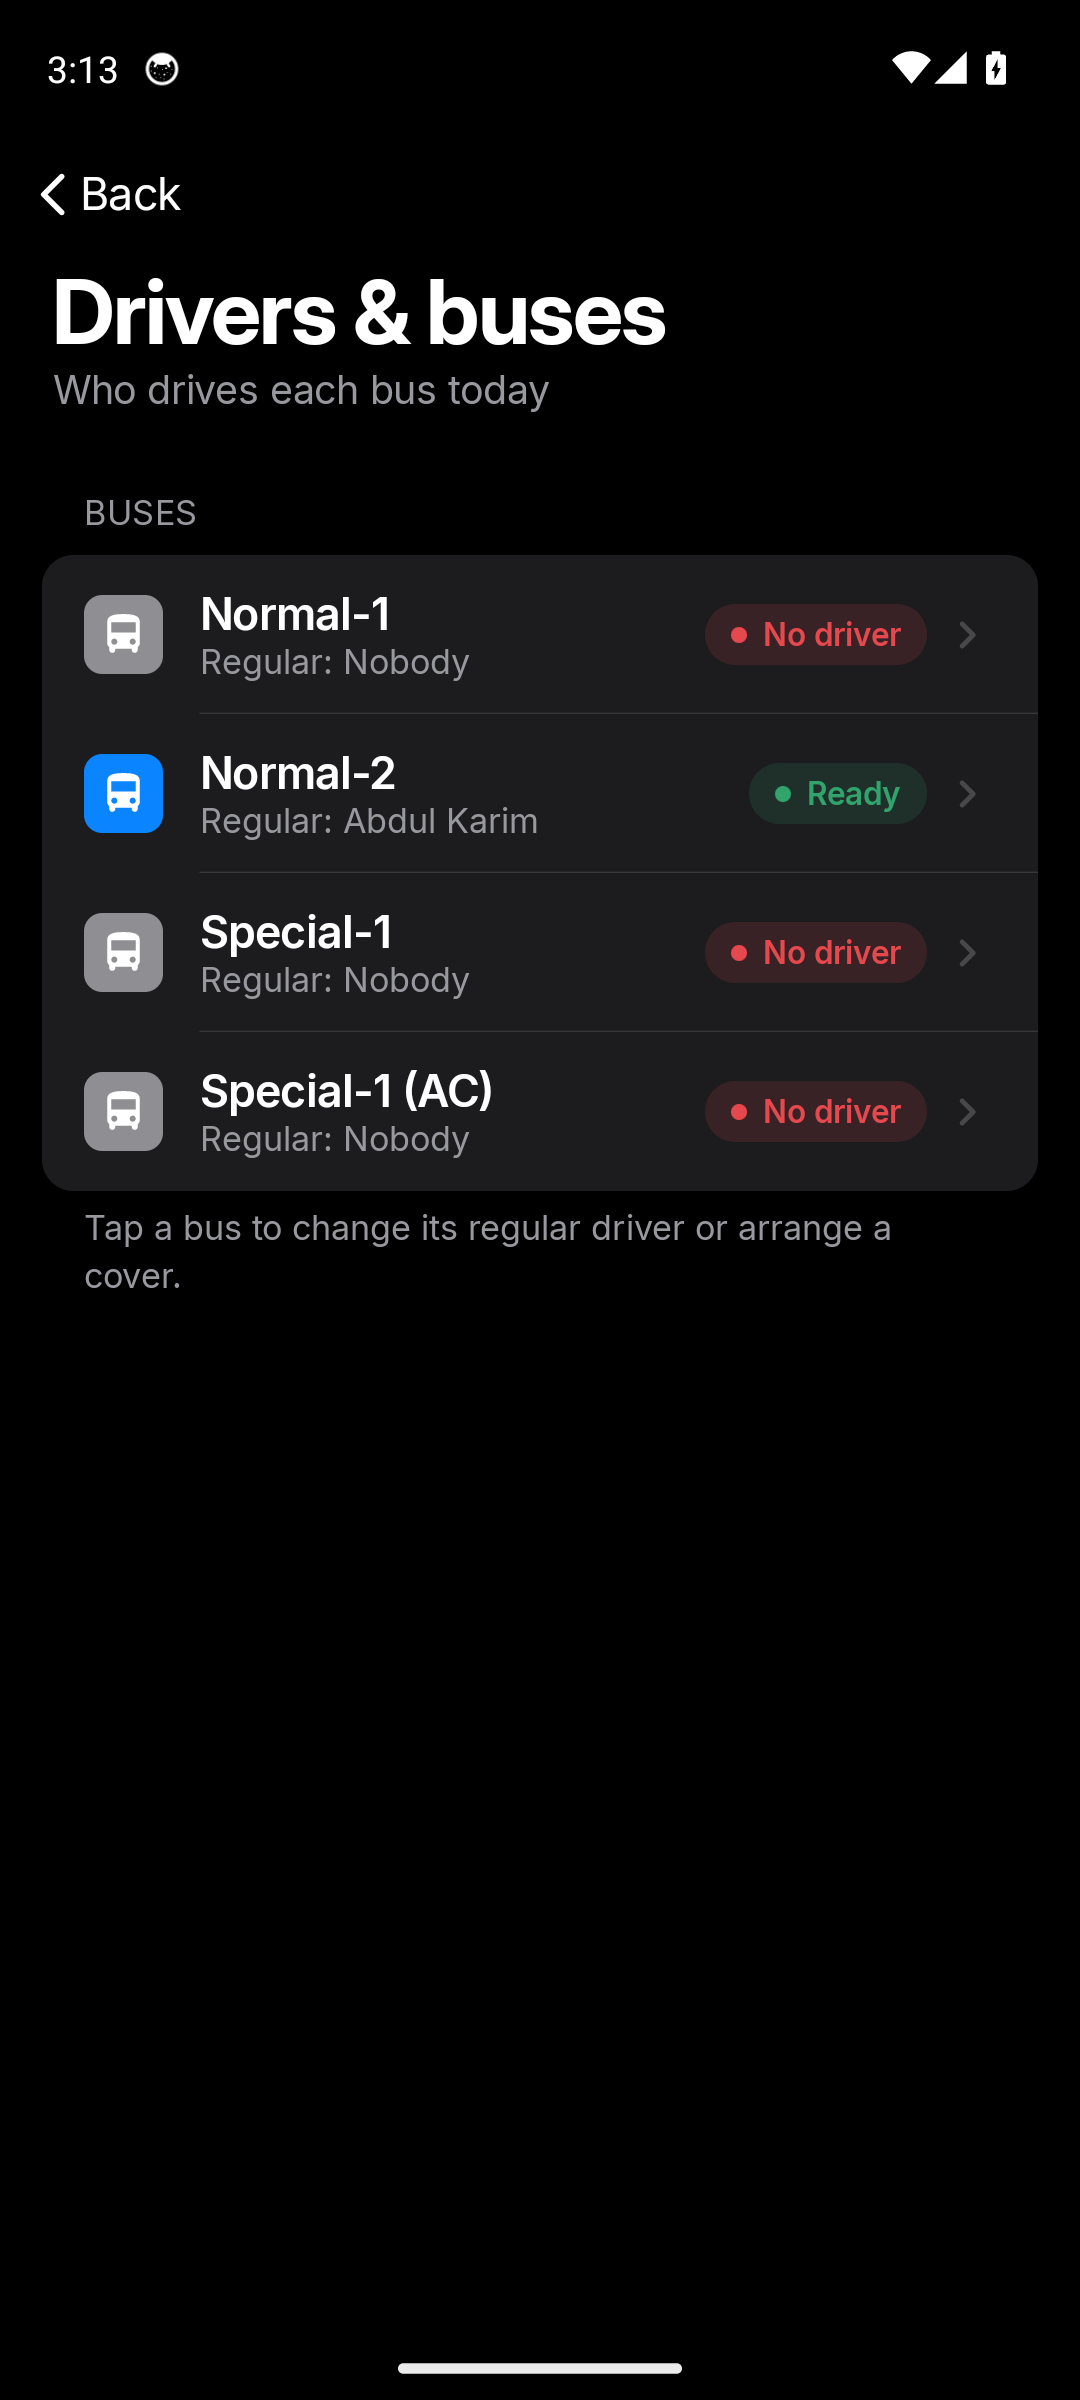 3:13
Back
Drivers & buses
Who drives each bus today
BUSES
Normal-1
Regular: Nobody
No driver
Normal-2
Regular: Abdul Karim
Ready
Special-1
Regular: Nobody
No driver
Special-1 (AC)
Regular: Nobody
No driver
Tap a bus to change its regular driver or arrange a
cover.